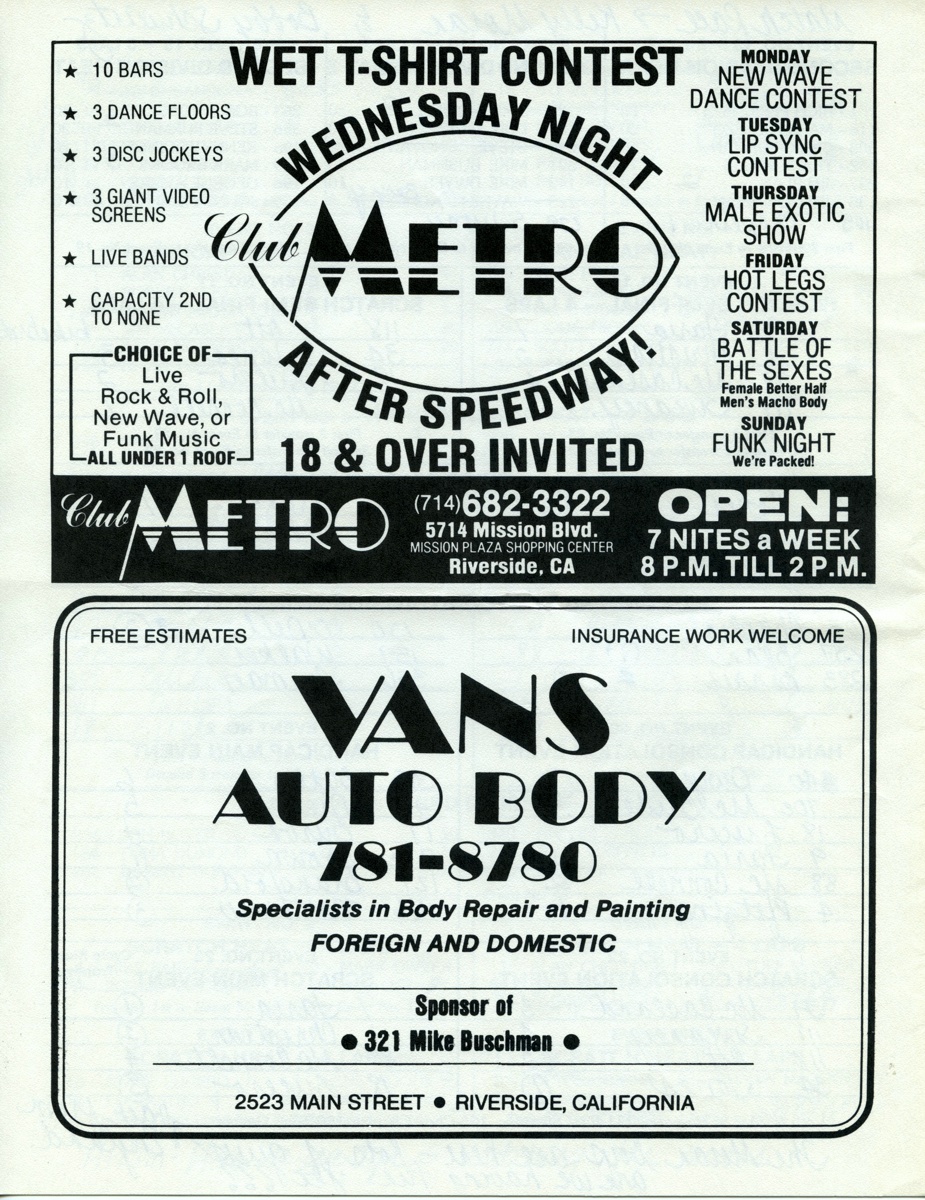 ★ 10 BARS
★ 3 DANCE FLOORS
★ 3 DISC JOCKEYS
★ 3 GIANT VIDEO
SCREENS
★ LIVE BANDS
★ CAPACITY 2ND
TO NONE
CHOICE OF
Live
Rock & Roll,
New Wave, or
Funk Music
ALL UNDER 1 ROOF
WET T-SHIRT CONTEST
WEDNESDAY NIGHT
Club METRO
AFTER SPEEDWAY!
18 & OVER INVITED
MONDAY
NEW WAVE
DANCE CONTEST
TUESDAY
LIP SYNC
CONTEST
THURSDAY
MALE EXOTIC
SHOW
FRIDAY
HOT LEGS
CONTEST
SATURDAY
BATTLE OF
THE SEXES
Female Better Half
Men's Macho Body
SUNDAY
FUNK NIGHT
We're Packed!
Club METRO
(714) 682-3322
5714 Mission Blvd.
MISSION PLAZA SHOPPING CENTER
Riverside, CA
OPEN:
7 NITES a WEEK
8 P.M. TILL 2 P.M.
FREE ESTIMATES
INSURANCE WORK WELCOME
VANS
AUTO BODY
781-8780
Specialists in Body Repair and Painting
FOREIGN AND DOMESTIC
Sponsor of
● 321 Mike Buschman ●
2523 MAIN STREET ● RIVERSIDE, CALIFORNIA